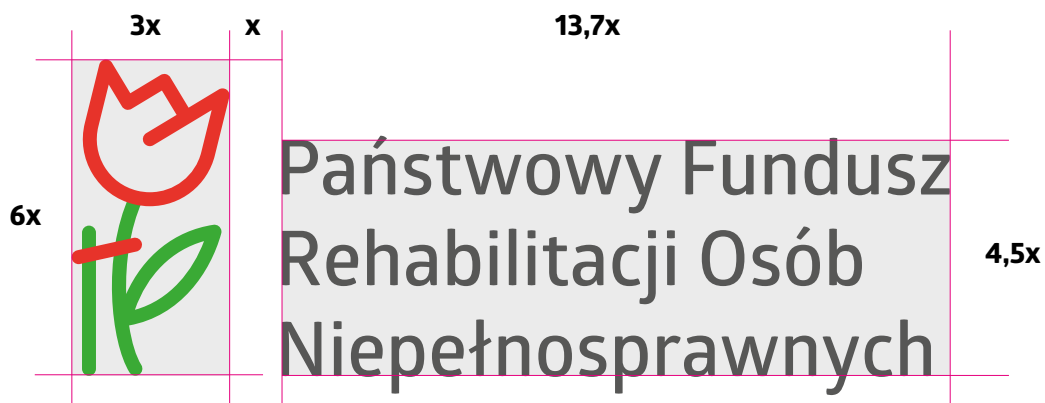 3x x 13,7x
6x
Państwowy Fundusz
Rehabilitacji Osób
Niepełnosprawnych
4,5x